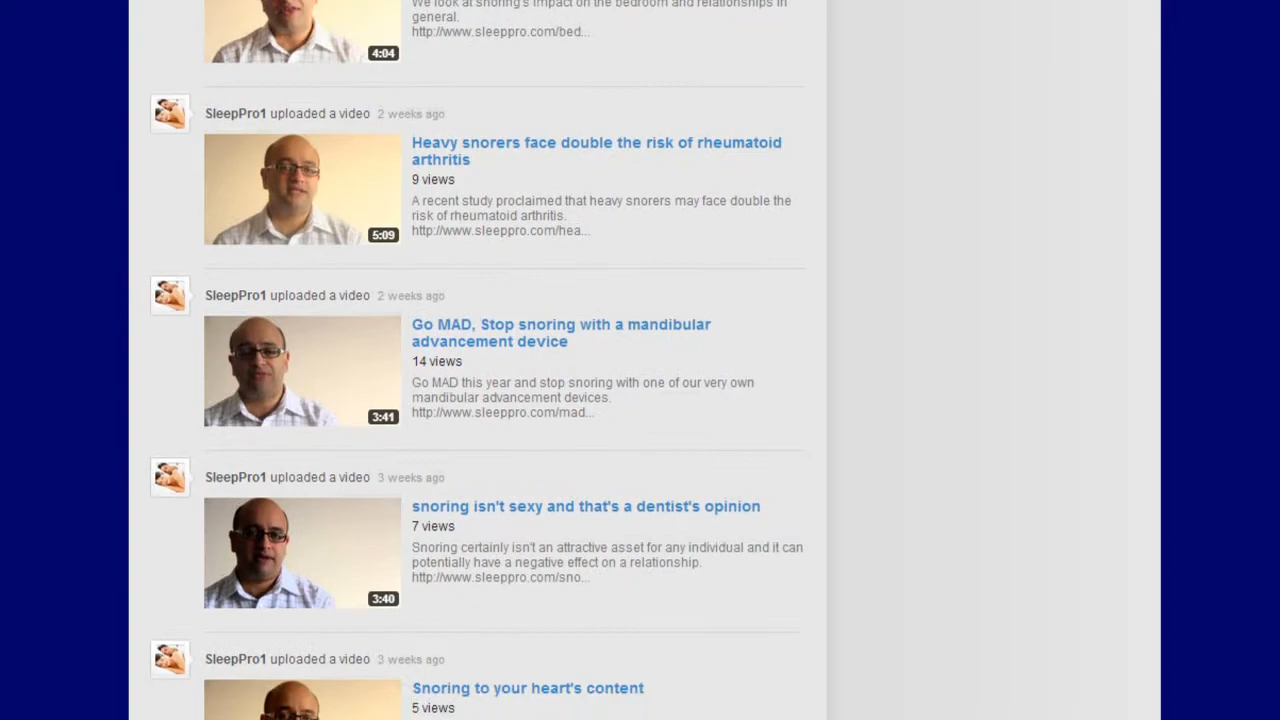 We look at snoring's impact on the bedroom and relationships in
general.
http://www.sleeppro.com/bed...
4:04
SleepPro1 uploaded a video 2 weeks ago
Heavy snorers face double the risk of rheumatoid
arthritis
9 views
A recent study proclaimed that heavy snorers may face double the
risk of rheumatoid arthritis.
http://www.sleeppro.com/hea...
5:09
SleepPro1 uploaded a video 2 weeks ago
Go MAD, Stop snoring with a mandibular
advancement device
14 views
Go MAD this year and stop snoring with one of our very own
mandibular advancement devices.
http://www.sleeppro.com/mad...
3:41
SleepPro1 uploaded a video 3 weeks ago
snoring isn't sexy and that's a dentist's opinion
7 views
Snoring certainly isn't an attractive asset for any individual and it can
potentially have a negative effect on a relationship.
http://www.sleeppro.com/sno...
3:40
SleepPro1 uploaded a video 3 weeks ago
Snoring to your heart's content
5 views